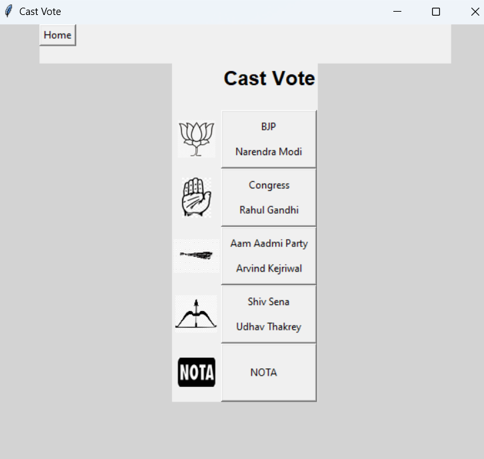 Cast Vote
Home
Cast Vote
BJP
Narendra Modi
Congress
Rahul Gandhi
Aam Aadmi Party
Arvind Kejriwal
Shiv Sena
Udhav Thakrey
NOTA
NOTA